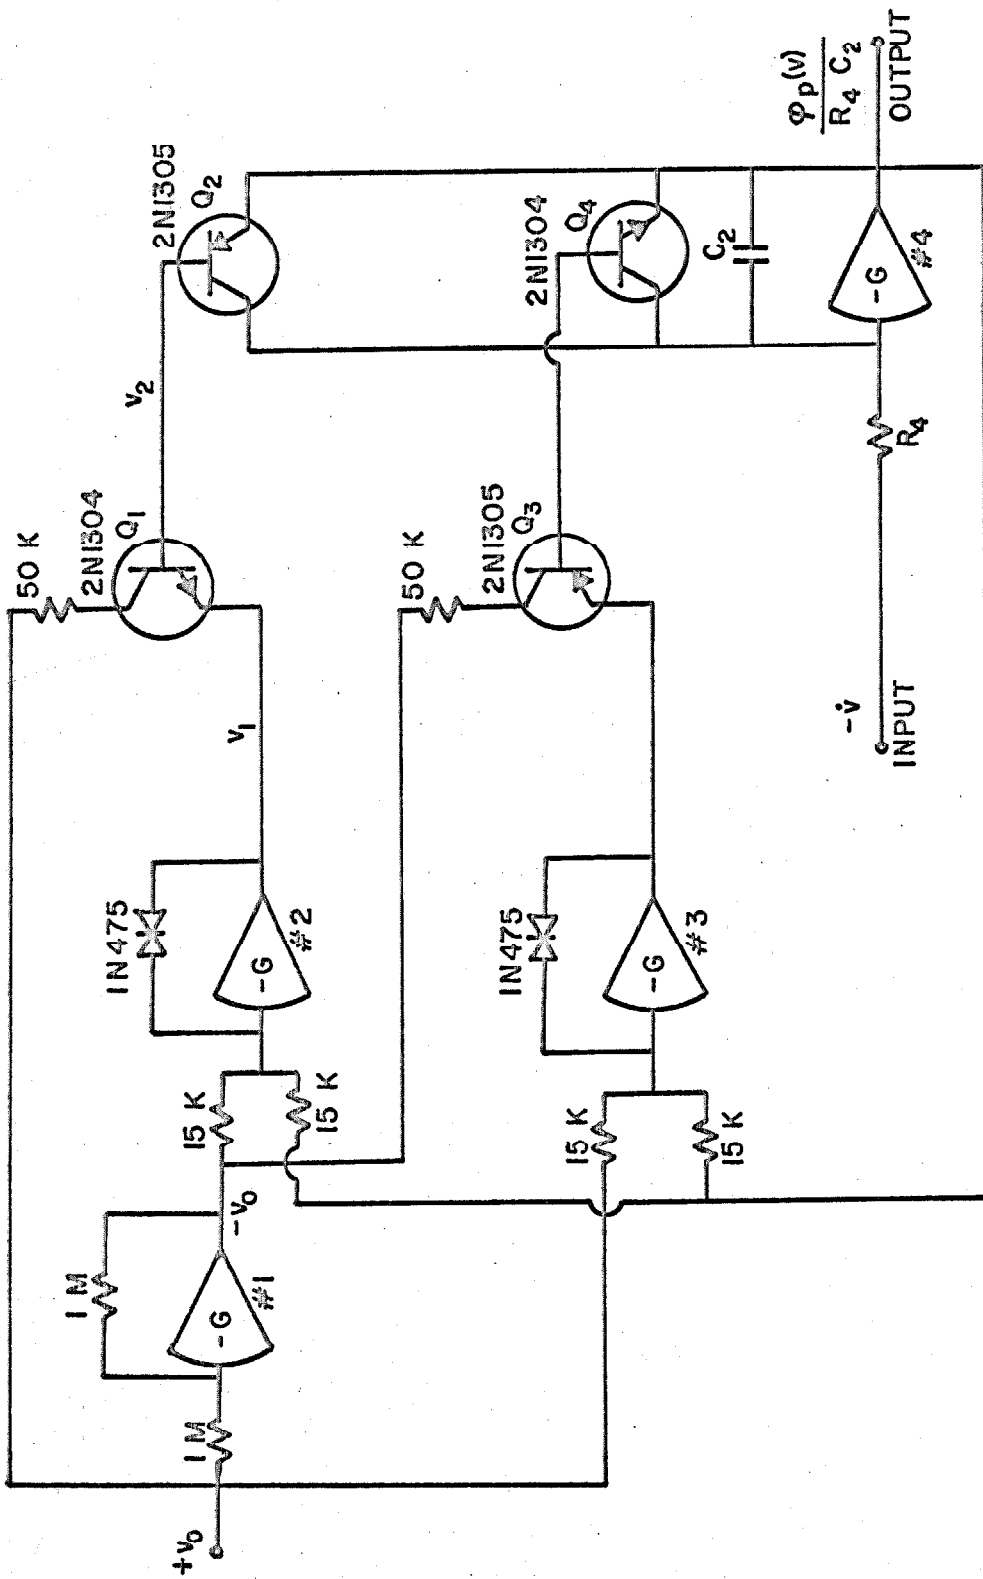 50 K
2N1304
Q1
V2
2N1305
Q2
1N475
-G
#2
V1
1 M
1 M
+V0
-G
#1
-V0
15 K
15 K
50 K
2N1305
Q3
2N1304
Q4
C2
1N475
-G
#3
15 K
15 K
-v̇
INPUT
R4
-G
#4
φp(v)
R4 C2
OUTPUT